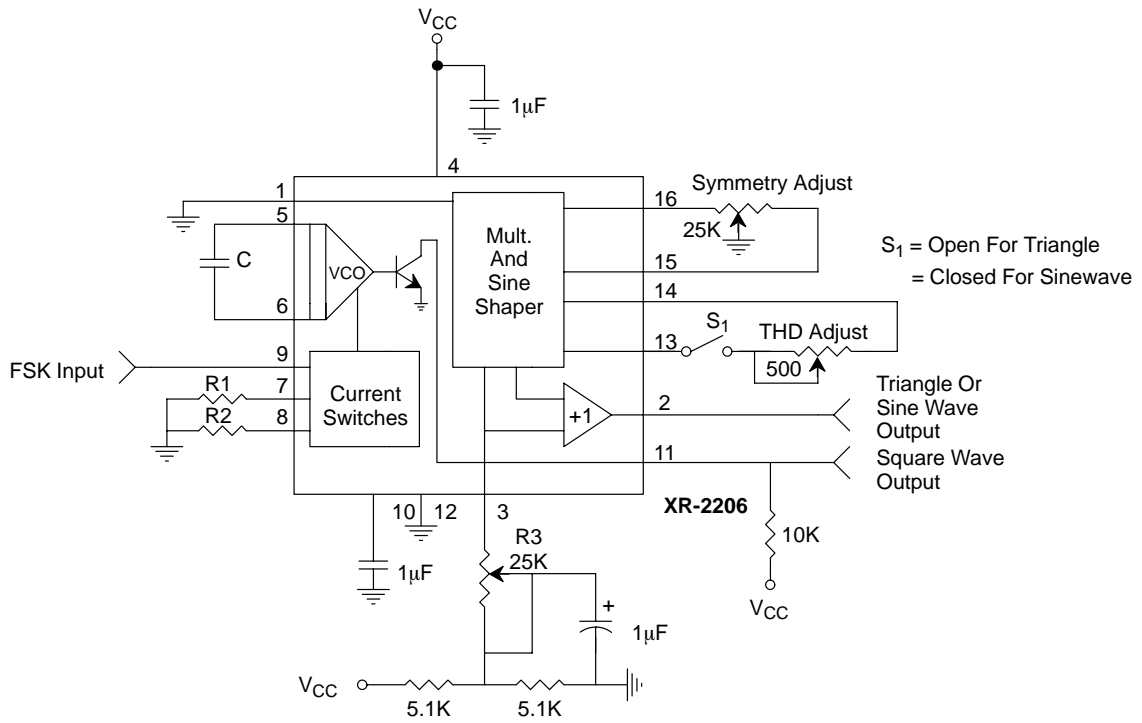 VCC
1μF
4
1
16
Symmetry Adjust
25K
5
C
VCO
Mult.
And
Sine
Shaper
15
S1 = Open For Triangle
= Closed For Sinewave
6
14
S1
THD Adjust
13
500
FSK Input
9
R1
7
R2
8
Current
Switches
+1
2
Triangle Or
Sine Wave
Output
11
Square Wave
Output
XR-2206
10
12
3
1μF
R3
25K
10K
VCC
+
1μF
VCC
5.1K
5.1K